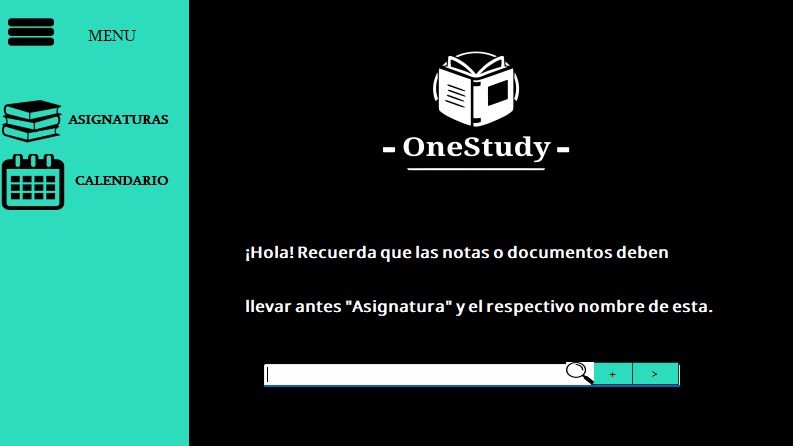 MENU
ASIGNATURAS
CALENDARIO
- OneStudy -
¡Hola! Recuerda que las notas o documentos deben
llevar antes "Asignatura" y el respectivo nombre de esta.
+ >